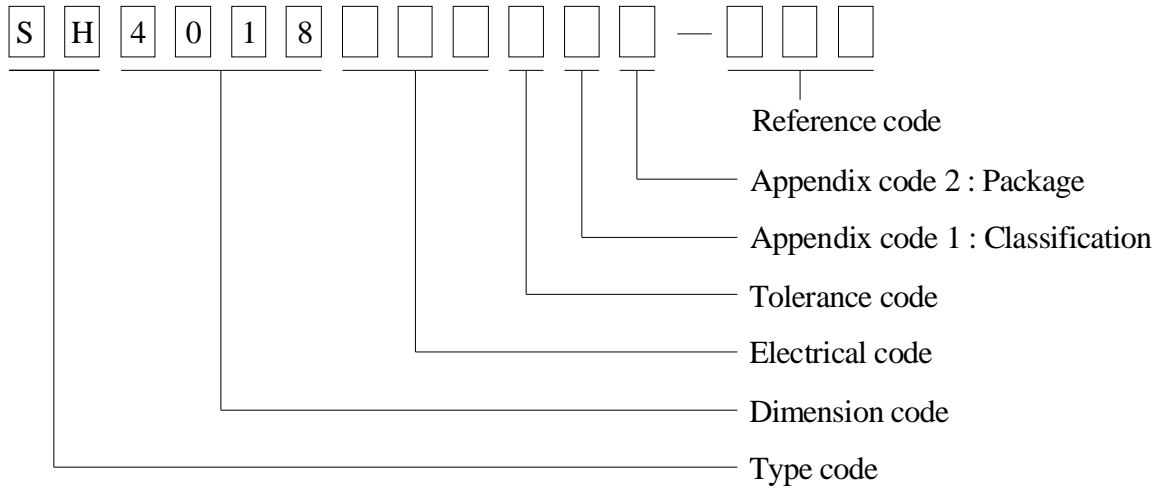 S H 4 0 1 8 —
Reference code
Appendix code 2 : Package
Appendix code 1 : Classification
Tolerance code
Electrical code
Dimension code
Type code